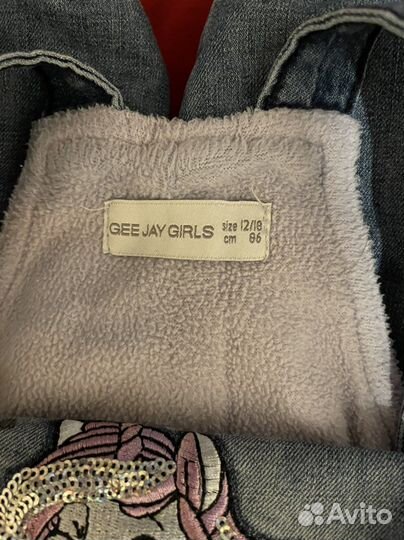 GEE JAY GIRLS
size 12/18
cm 86
Avito